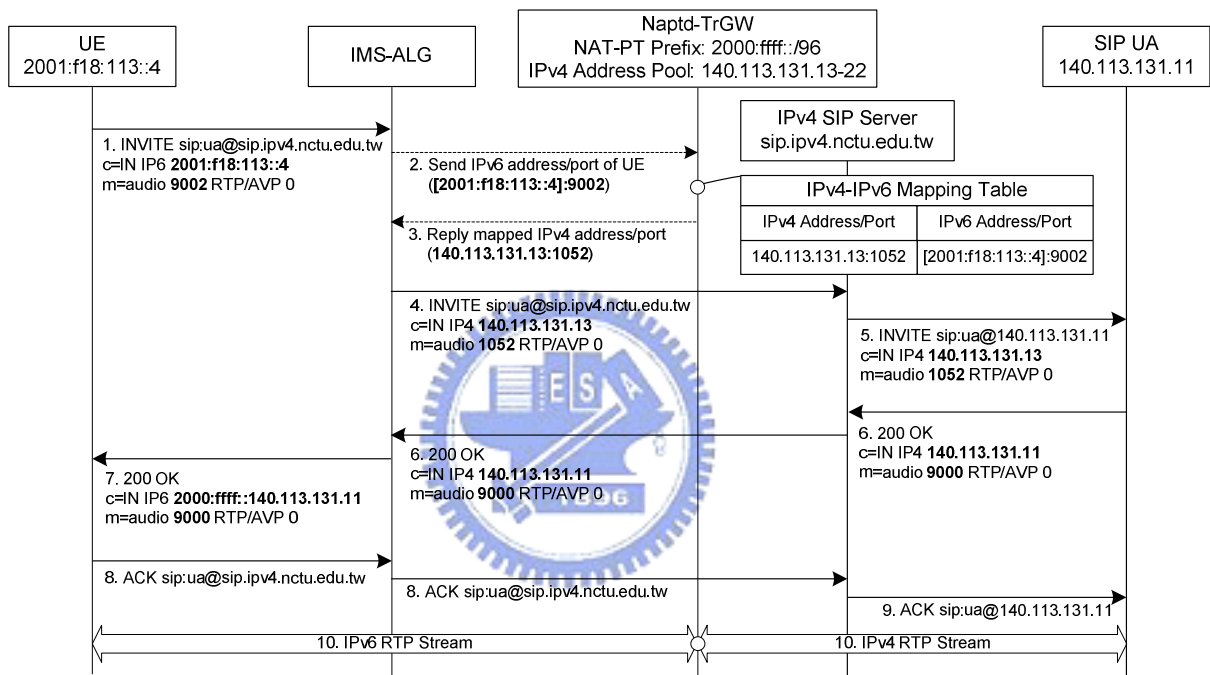 UE
2001:f18:113::4
IMS-ALG
Naptd-TrGW
NAT-PT Prefix: 2000:ffff::/96
IPv4 Address Pool: 140.113.131.13-22
SIP UA
140.113.131.11
IPv4 SIP Server
sip.ipv4.nctu.edu.tw
1. INVITE sip:ua@sip.ipv4.nctu.edu.tw
c=IN IP6 2001:f18:113::4
m=audio 9002 RTP/AVP 0
2. Send IPv6 address/port of UE
([2001:f18:113::4]:9002)
IPv4-IPv6 Mapping Table
IPv4 Address/Port IPv6 Address/Port
140.113.131.13:1052 [2001:f18:113::4]:9002
3. Reply mapped IPv4 address/port
(140.113.131.13:1052)
4. INVITE sip:ua@sip.ipv4.nctu.edu.tw
c=IN IP4 140.113.131.13
m=audio 1052 RTP/AVP 0
5. INVITE sip:ua@140.113.131.11
c=IN IP4 140.113.131.13
m=audio 1052 RTP/AVP 0
6. 200 OK
c=IN IP4 140.113.131.11
m=audio 9000 RTP/AVP 0
6. 200 OK
c=IN IP4 140.113.131.11
m=audio 9000 RTP/AVP 0
7. 200 OK
c=IN IP6 2000:ffff::140.113.131.11
m=audio 9000 RTP/AVP 0
E S A
1896
8. ACK sip:ua@sip.ipv4.nctu.edu.tw
8. ACK sip:ua@sip.ipv4.nctu.edu.tw
9. ACK sip:ua@140.113.131.11
10. IPv6 RTP Stream
10. IPv4 RTP Stream